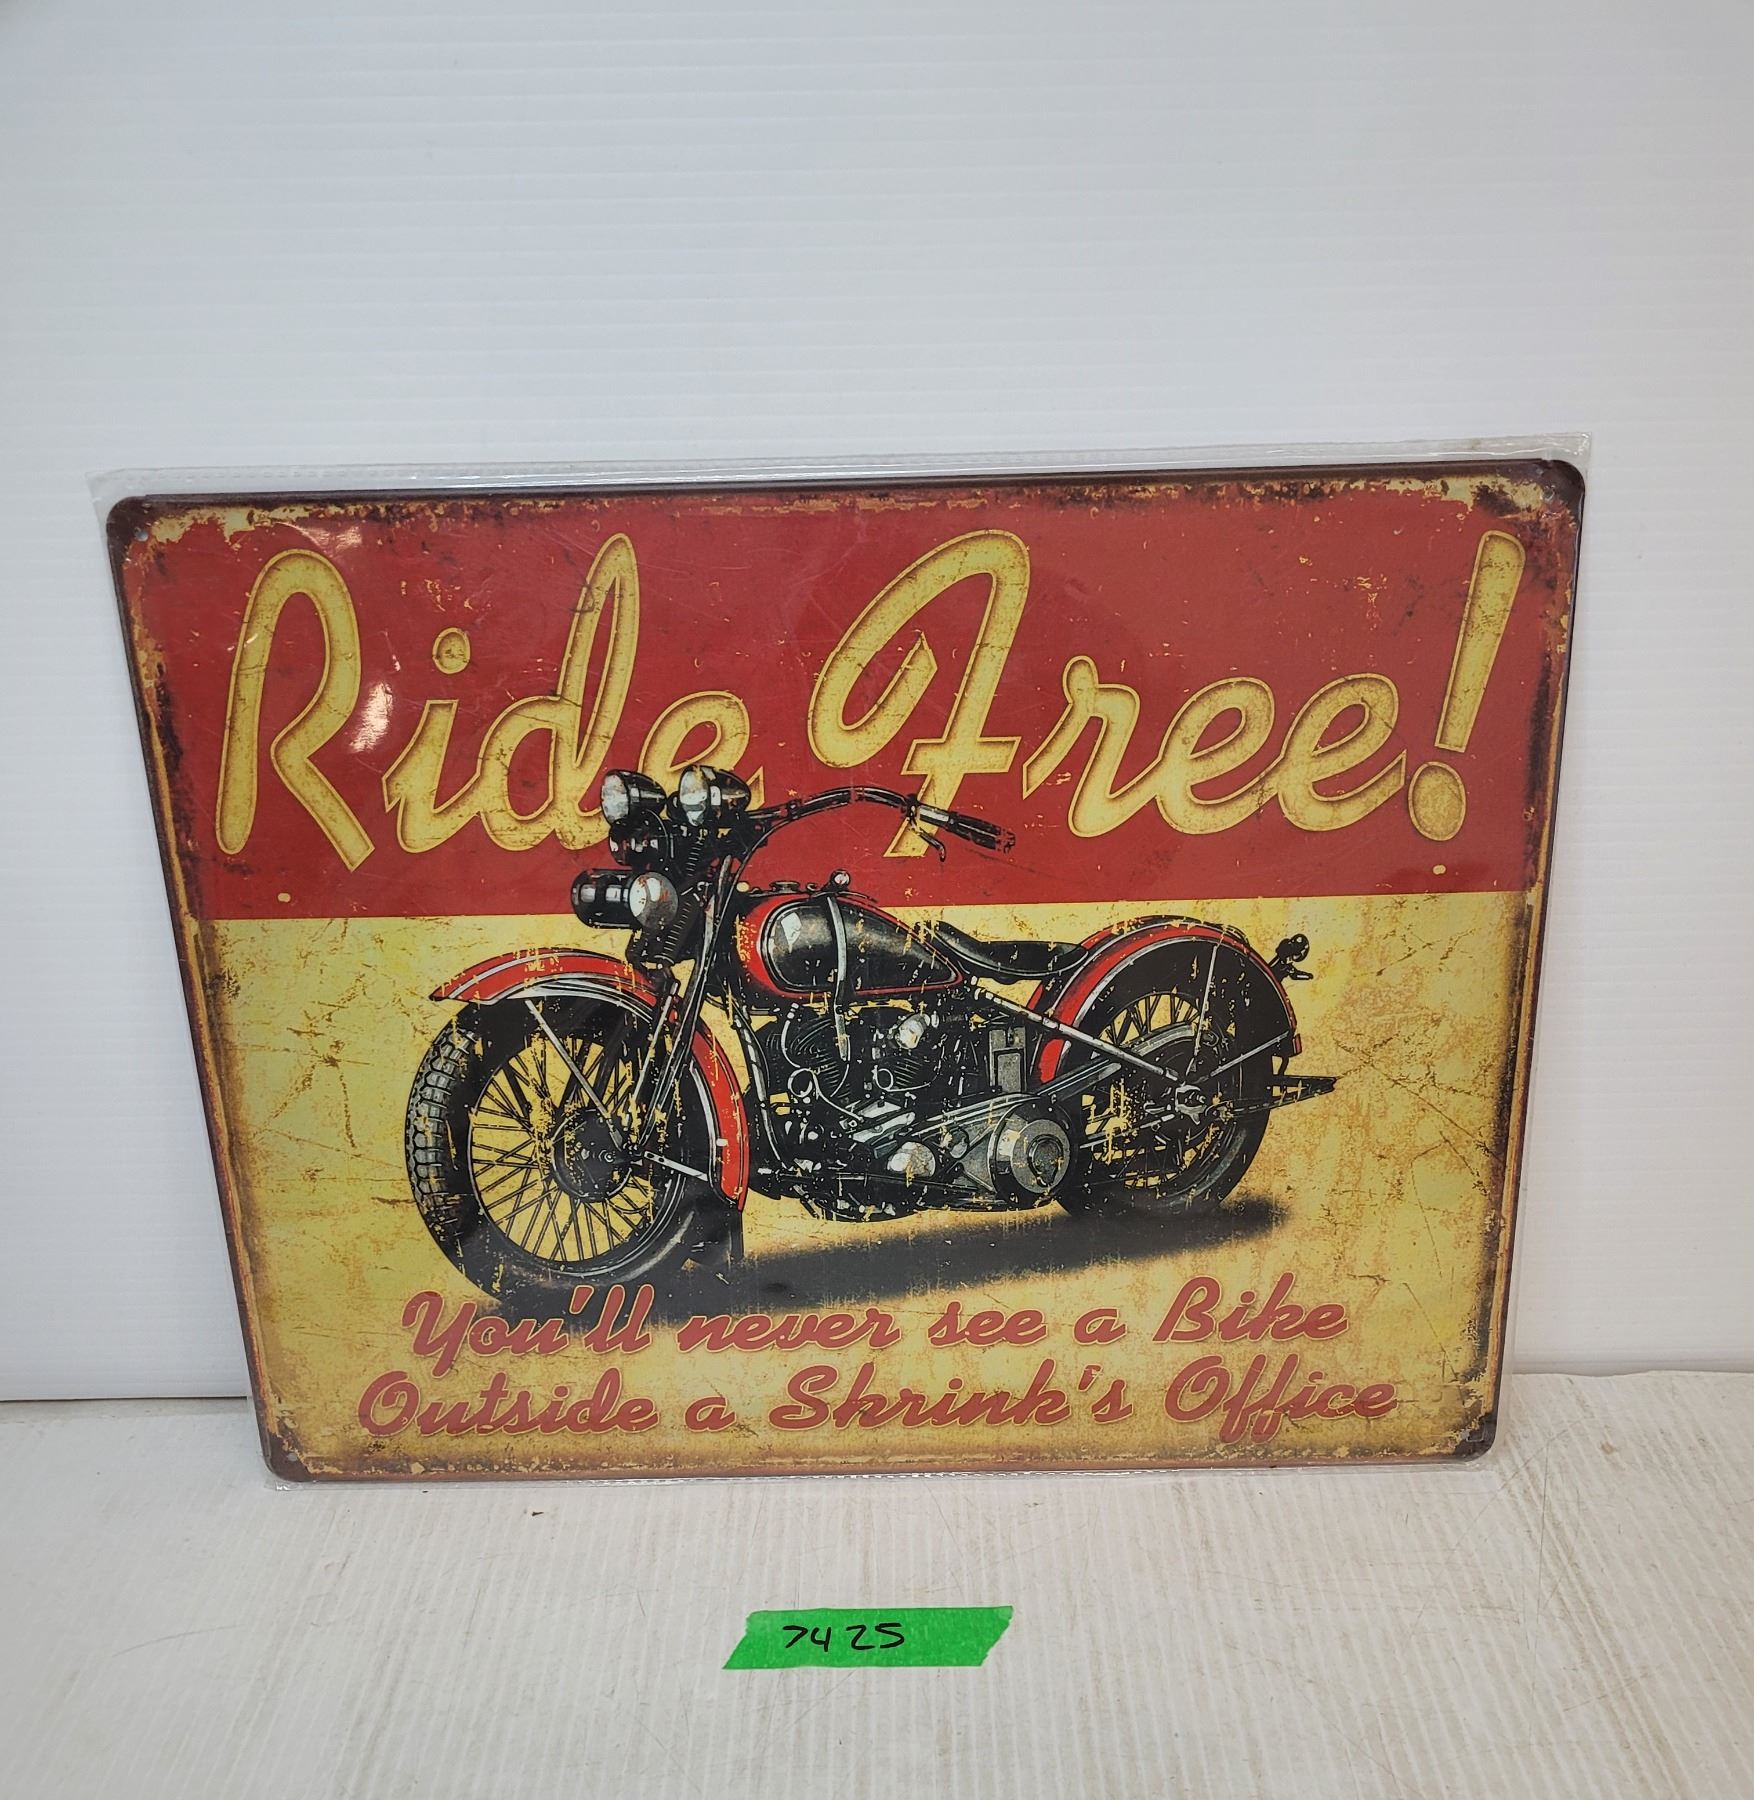 Ride Free!
You'll never see a Bike
Outside a Shrink's Office
7425